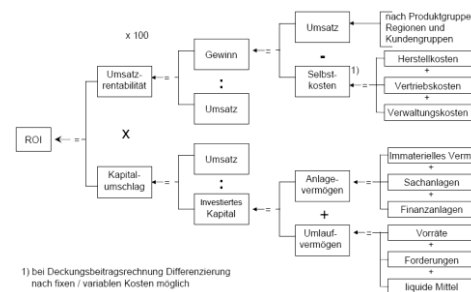 x 100
Umsatz
nach Produktgruppe
Regionen und
Kundengruppen
Gewinn
=
-
:
Selbst-
kosten
1)
=
Herstellkosten
+
Vertriebskosten
+
Verwaltungskosten
Umsatz-
rentabilität
=
Umsatz
ROI
=
X
Kapital-
umschlag
=
Umsatz
:
Investiertes
Kapital
=
Anlage-
vermögen
=
Immaterielles Verm
+
Sachanlagen
+
Finanzanlagen
+
Umlauf-
vermögen
=
Vorräte
+
Forderungen
+
liquide Mittel
1) bei Deckungsbeitragsrechnung Differenzierung
nach fixen / variablen Kosten möglich